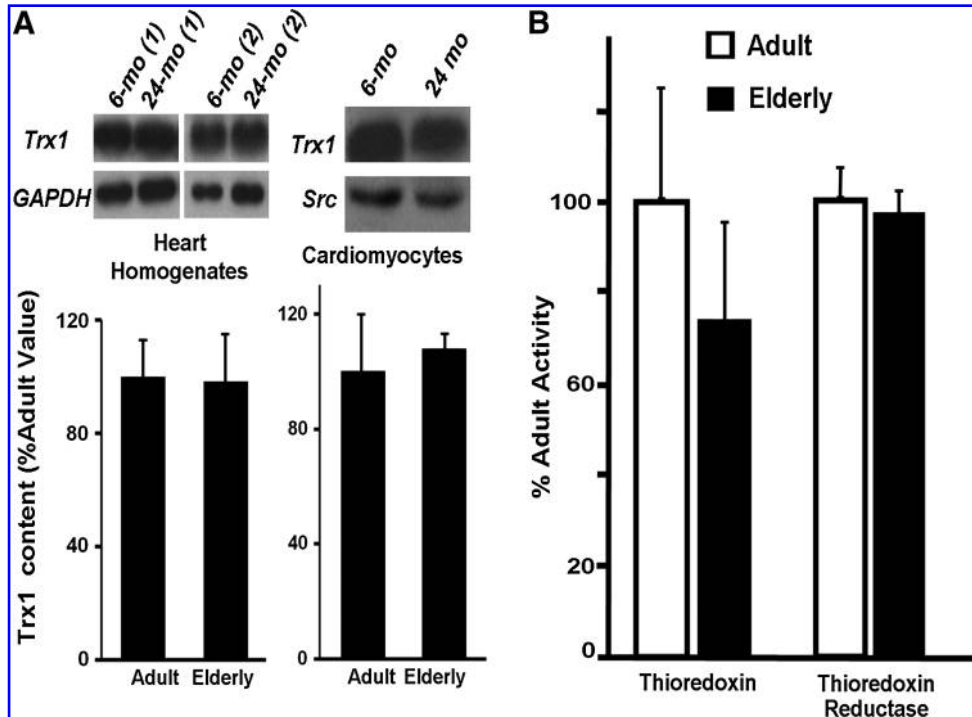 A
6-mo (1)
24-mo (1)
6-mo (2)
24-mo (2)
Trx1
GAPDH
Heart
Homogenates
6-mo
24 mo
Trx1
Src
Cardiomyocytes
Trx1 content (%Adult Value)
120
80
40
0
Adult Elderly
120
80
40
0
Adult Elderly
B
Adult
Elderly
% Adult Activity
100
60
20
0
Thioredoxin
Thioredoxin
Reductase